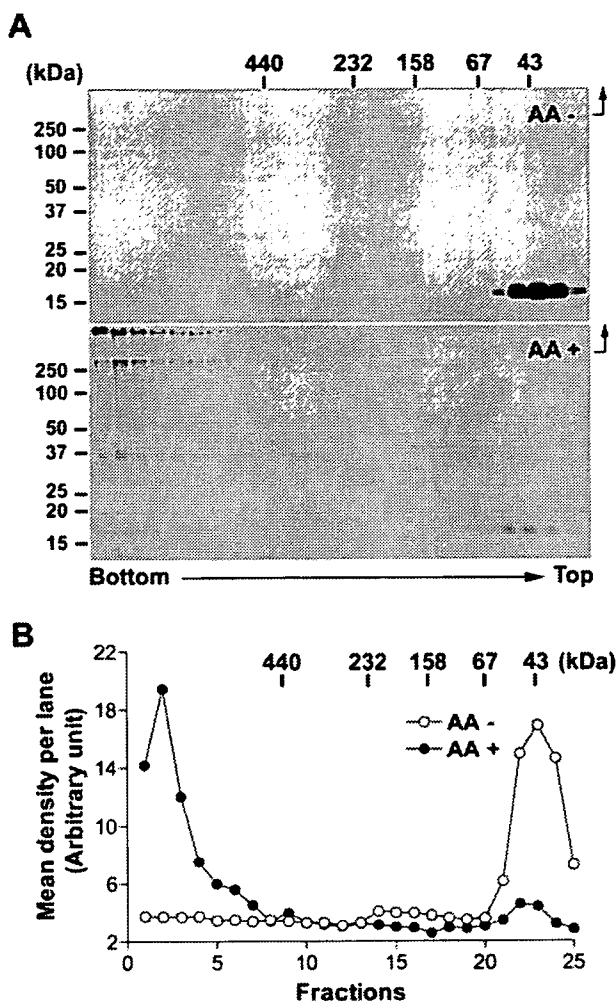 A
(kDa) 440 232 158 67 43
AA -
250
100
50
37
25
20
15
AA +
250
100
50
37
25
20
15
Bottom Top
B
22
18
14
10
6
2
Mean density per lane
(Arbitrary unit)
440 232 158 67 43 (kDa)
AA -
AA +
0 5 10 15 20 25
Fractions